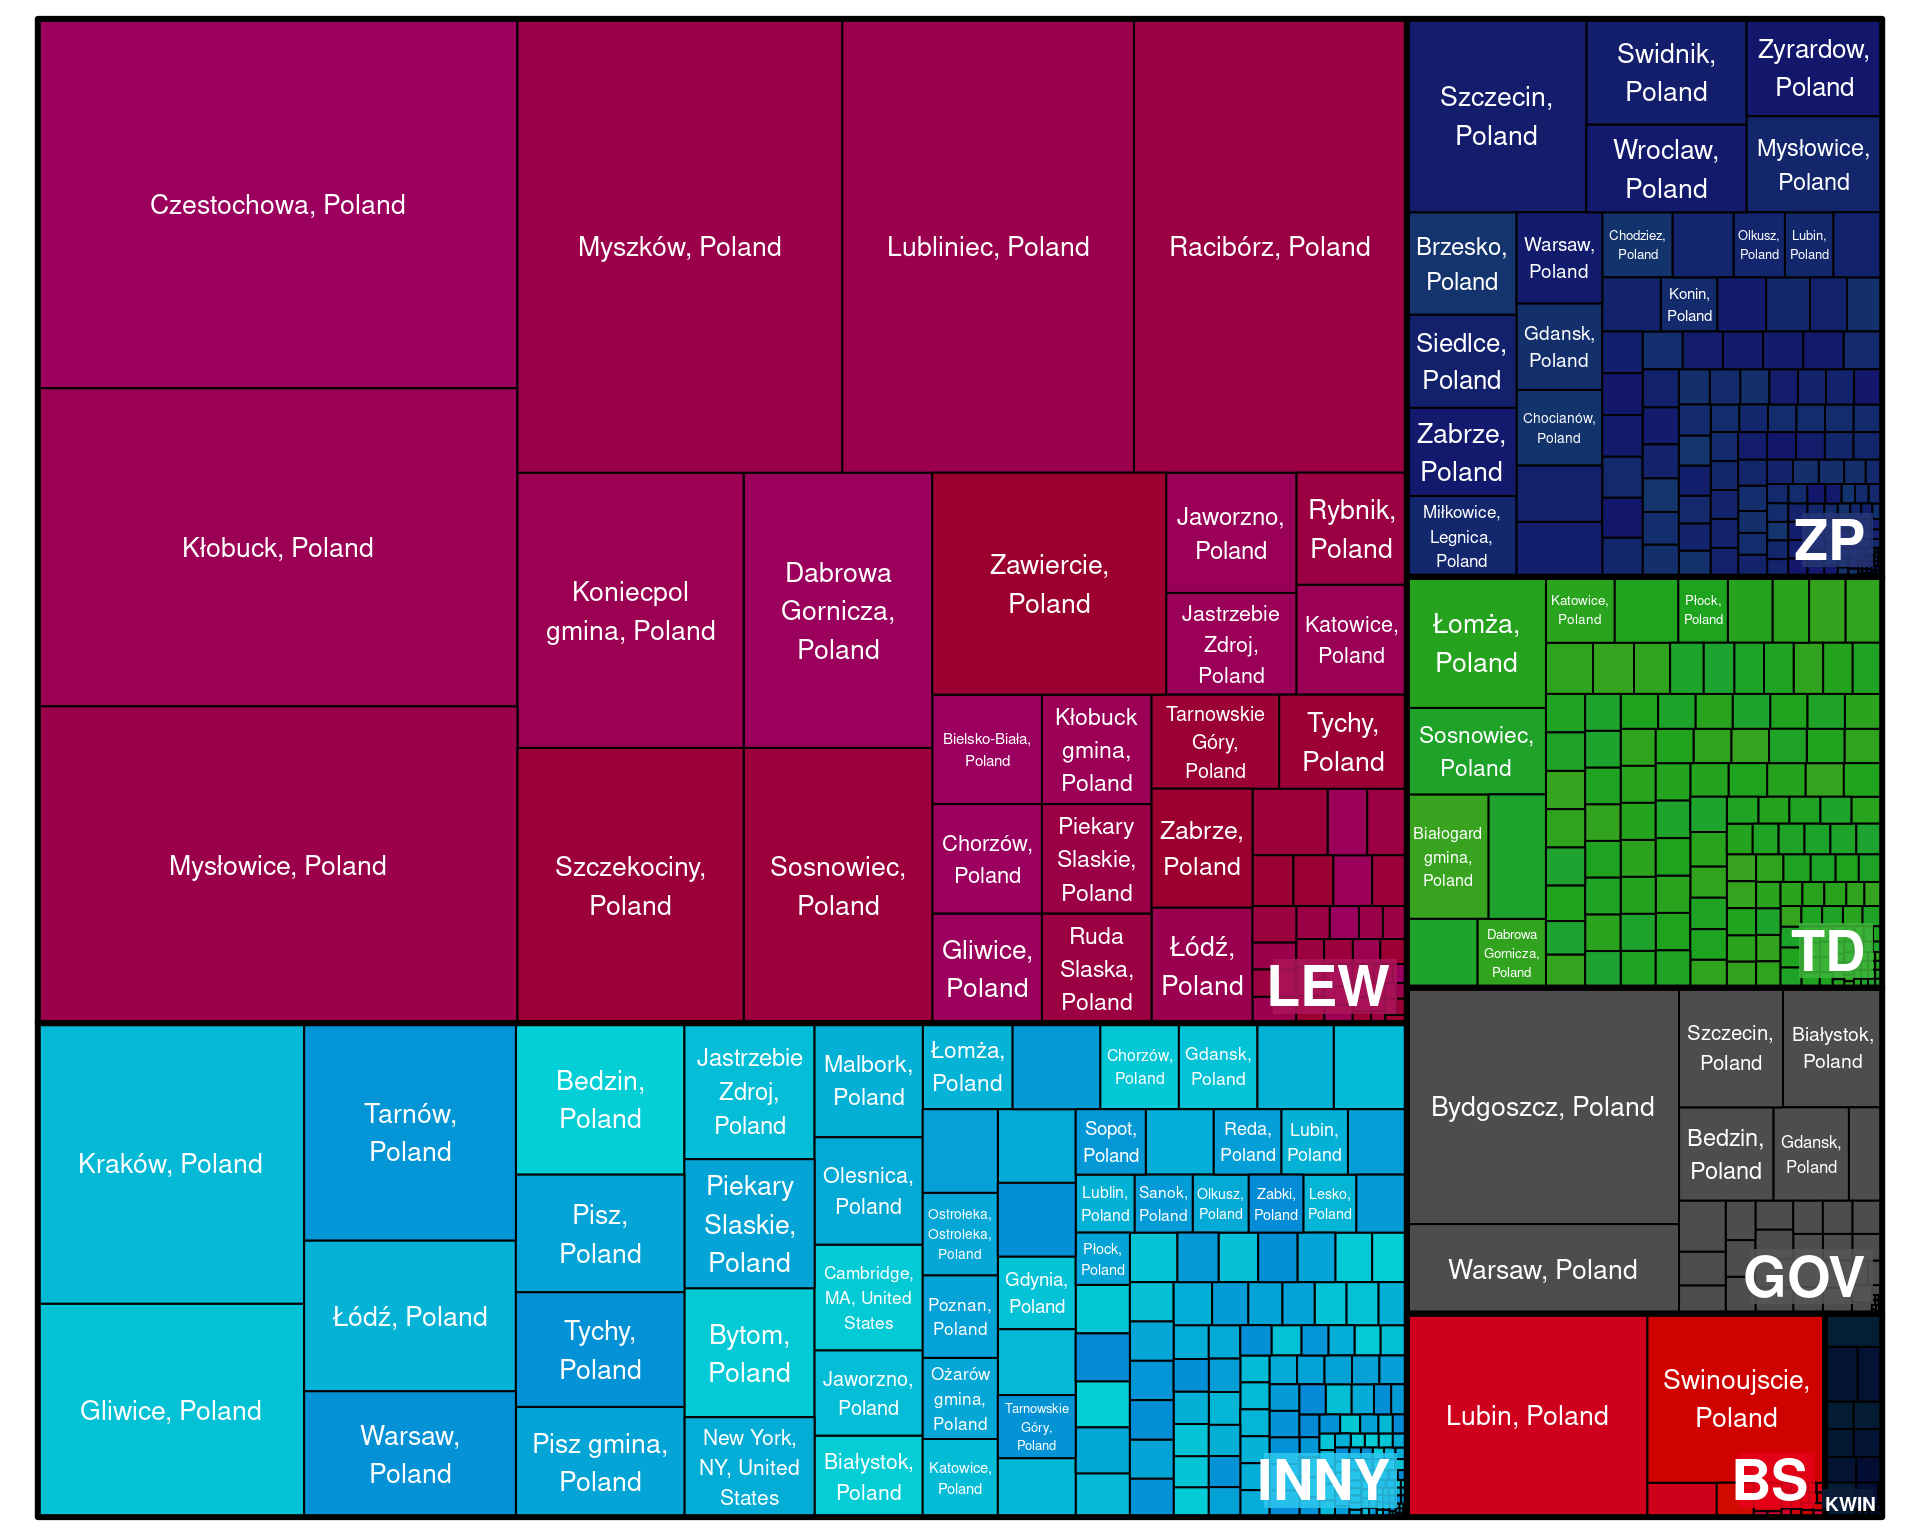 Czestochowa, Poland
Kłobuck, Poland
Mysłowice, Poland
Myszków, Poland
Lubliniec, Poland
Racibórz, Poland
Koniecpol
gmina, Poland
Dabrowa
Gornicza,
Poland
Szczekociny,
Poland
Sosnowiec,
Poland
Zawiercie,
Poland
Jaworzno,
Poland
Rybnik,
Poland
Jastrzebie
Zdroj,
Poland
Katowice,
Poland
Bielsko-Biała,
Poland
Kłobuck
gmina,
Poland
Tarnowskie
Góry,
Poland
Tychy,
Poland
Chorzów,
Poland
Piekary
Slaskie,
Poland
Zabrze,
Poland
Gliwice,
Poland
Ruda
Slaska,
Poland
Łódź,
Poland
LEW
Szczecin,
Poland
Swidnik,
Poland
Zyrardow,
Poland
Wroclaw,
Poland
Mysłowice,
Poland
Brzesko,
Poland
Warsaw,
Poland
Chodziez,
Poland
Olkusz,
Poland
Lubin,
Poland
Konin,
Poland
Siedlce,
Poland
Gdansk,
Poland
Chocianów,
Poland
Zabrze,
Poland
Miłkowice,
Legnica,
Poland
ZP
Łomża,
Poland
Katowice,
Poland
Płock,
Poland
Sosnowiec,
Poland
Białogard
gmina,
Poland
Dabrowa
Gornicza,
Poland
TD
Bydgoszcz, Poland
Szczecin,
Poland
Białystok,
Poland
Bedzin,
Poland
Gdansk,
Poland
Warsaw, Poland
GOV
Lubin, Poland
Swinoujscie,
Poland
BS
KWIN
Kraków, Poland
Gliwice, Poland
Tarnów,
Poland
Łódź, Poland
Warsaw,
Poland
Bedzin,
Poland
Pisz,
Poland
Tychy,
Poland
Pisz gmina,
Poland
Jastrzebie
Zdroj,
Poland
Piekary
Slaskie,
Poland
Bytom,
Poland
New York,
NY, United
States
Malbork,
Poland
Olesnica,
Poland
Cambridge,
MA, United
States
Jaworzno,
Poland
Białystok,
Poland
Łomża,
Poland
Chorzów,
Poland
Gdansk,
Poland
Sopot,
Poland
Reda,
Poland
Lubin,
Poland
Lublin,
Poland
Sanok,
Poland
Olkusz,
Poland
Zabki,
Poland
Lesko,
Poland
Ostrołeka,
Ostroleka,
Poland
Płock,
Poland
Gdynia,
Poland
Poznan,
Poland
Ożarów
gmina,
Poland
Tarnowskie
Góry,
Poland
Katowice,
Poland
INNY